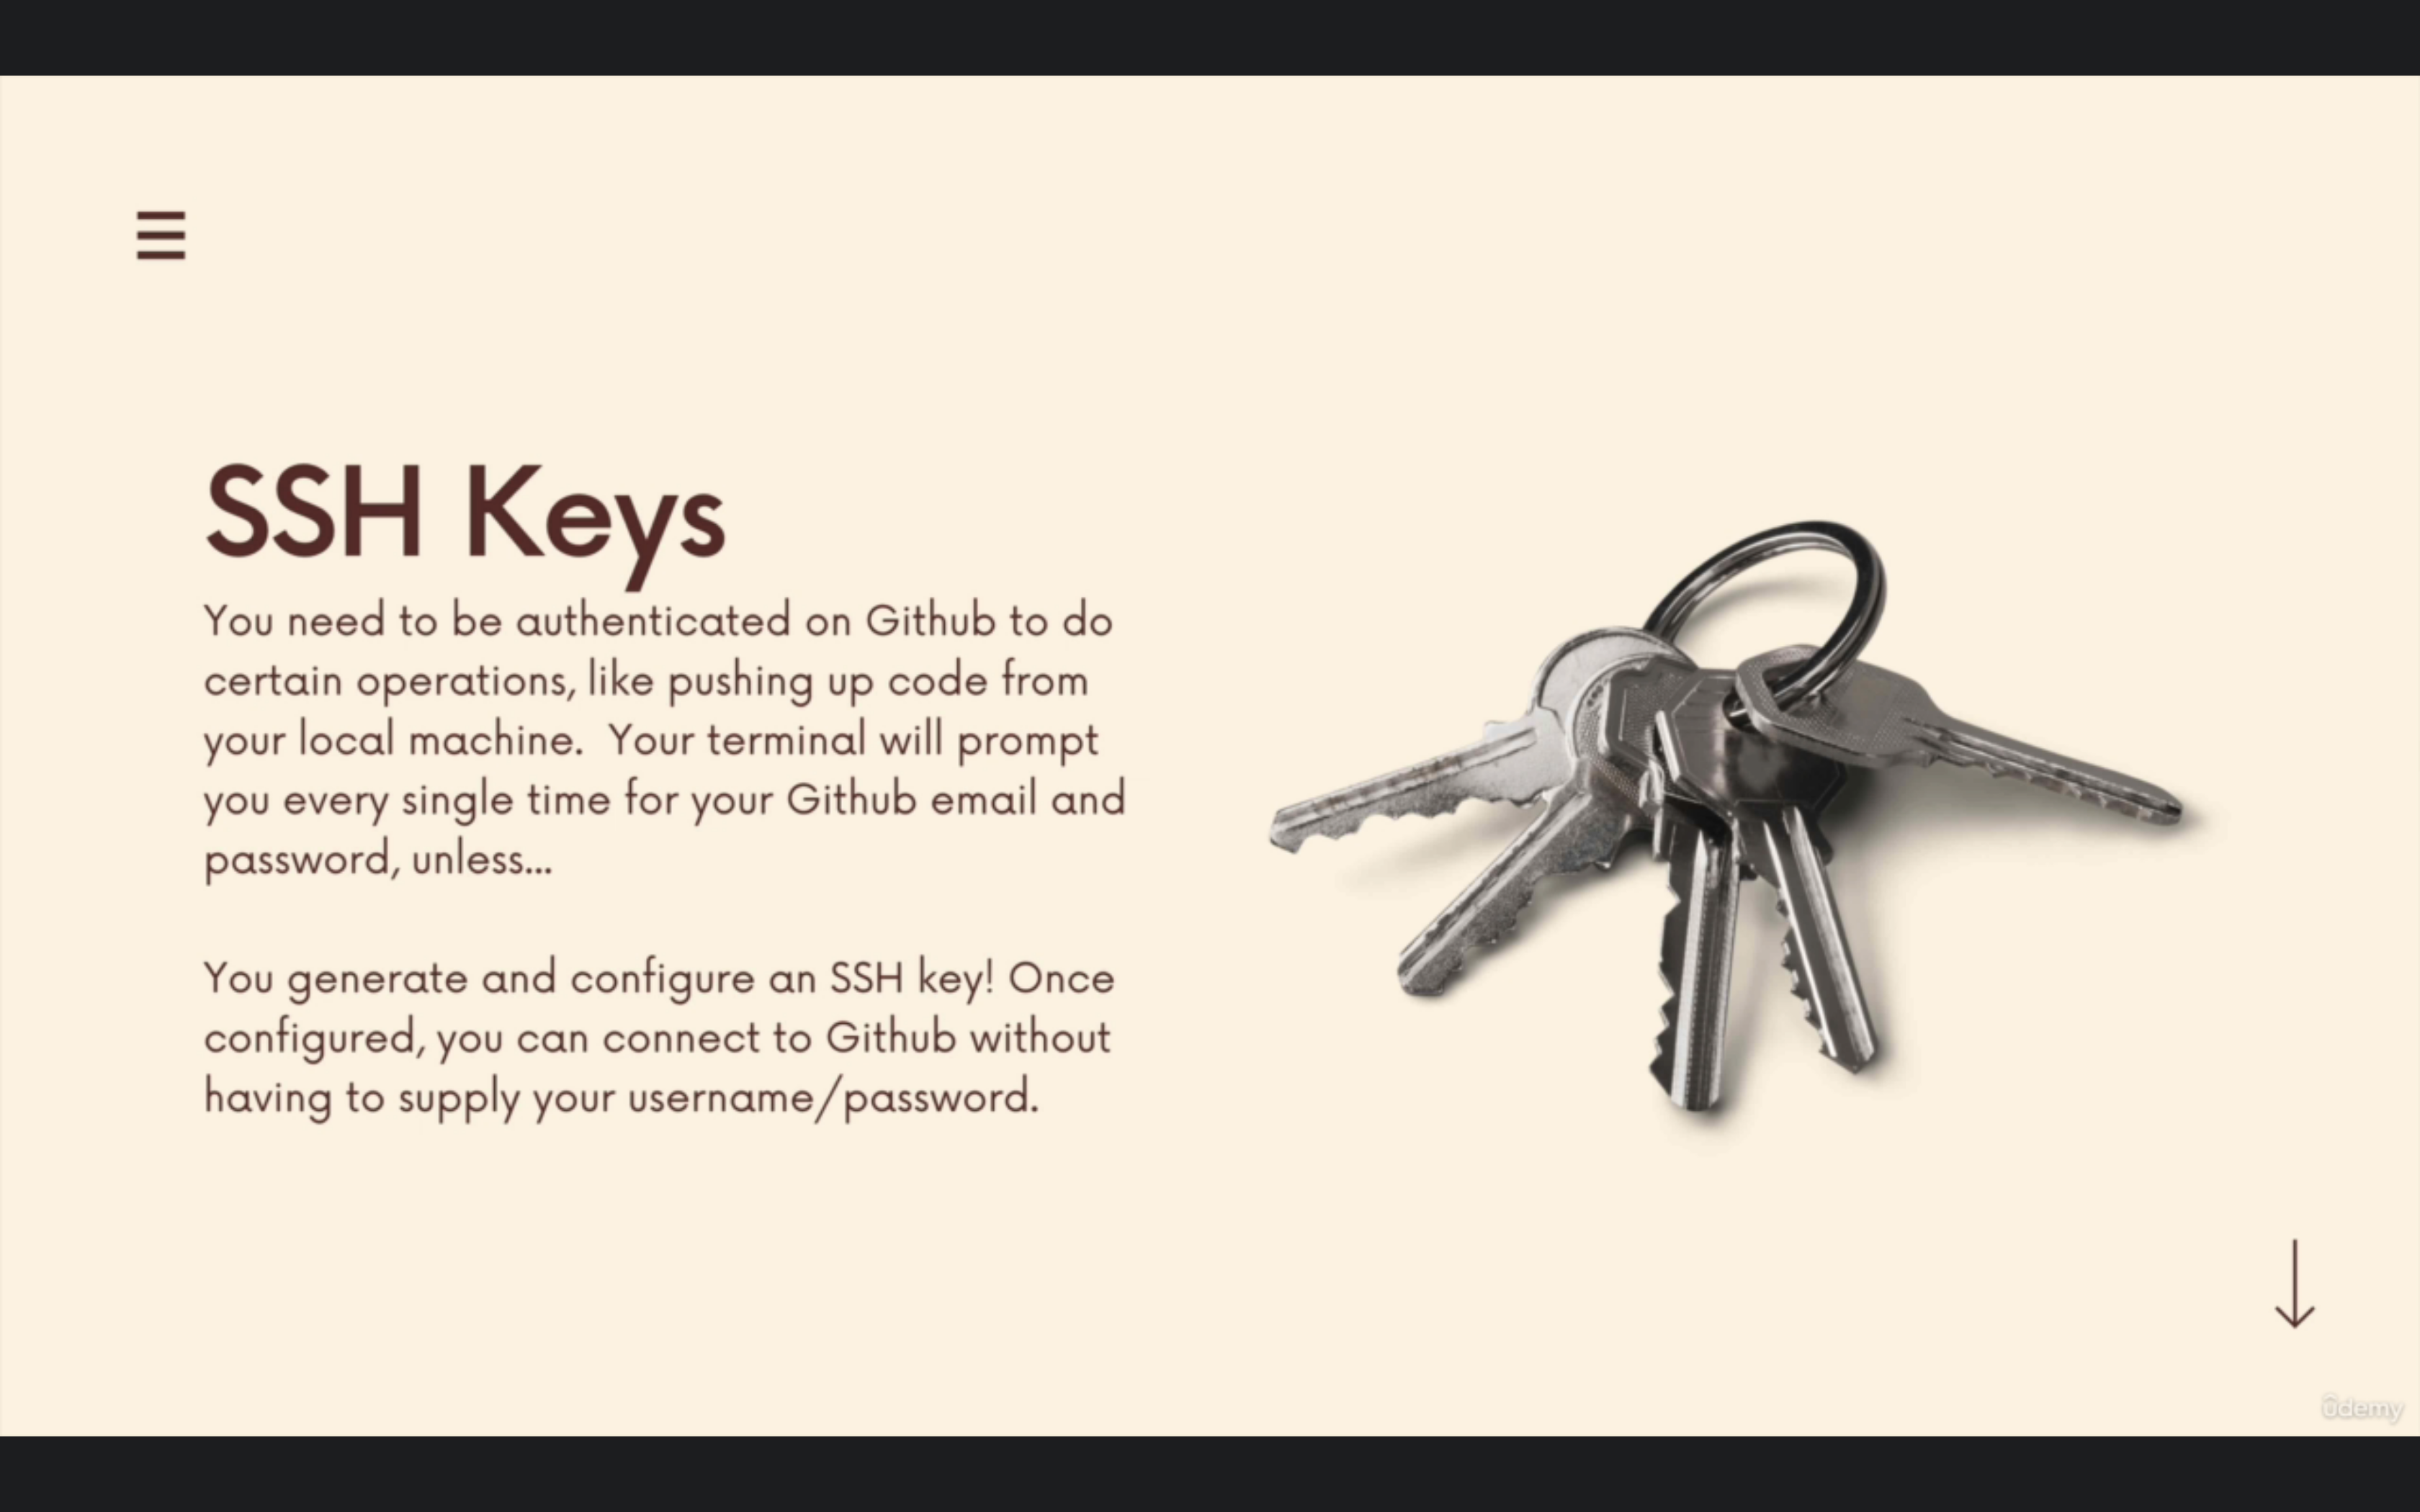 SSH Keys
You need to be authenticated on Github to do
certain operations, like pushing up code from
your local machine.  Your terminal will prompt
you every single time for your Github email and
password, unless...
You generate and configure an SSH key! Once
configured, you can connect to Github without
having to supply your username/password.
ûdemy